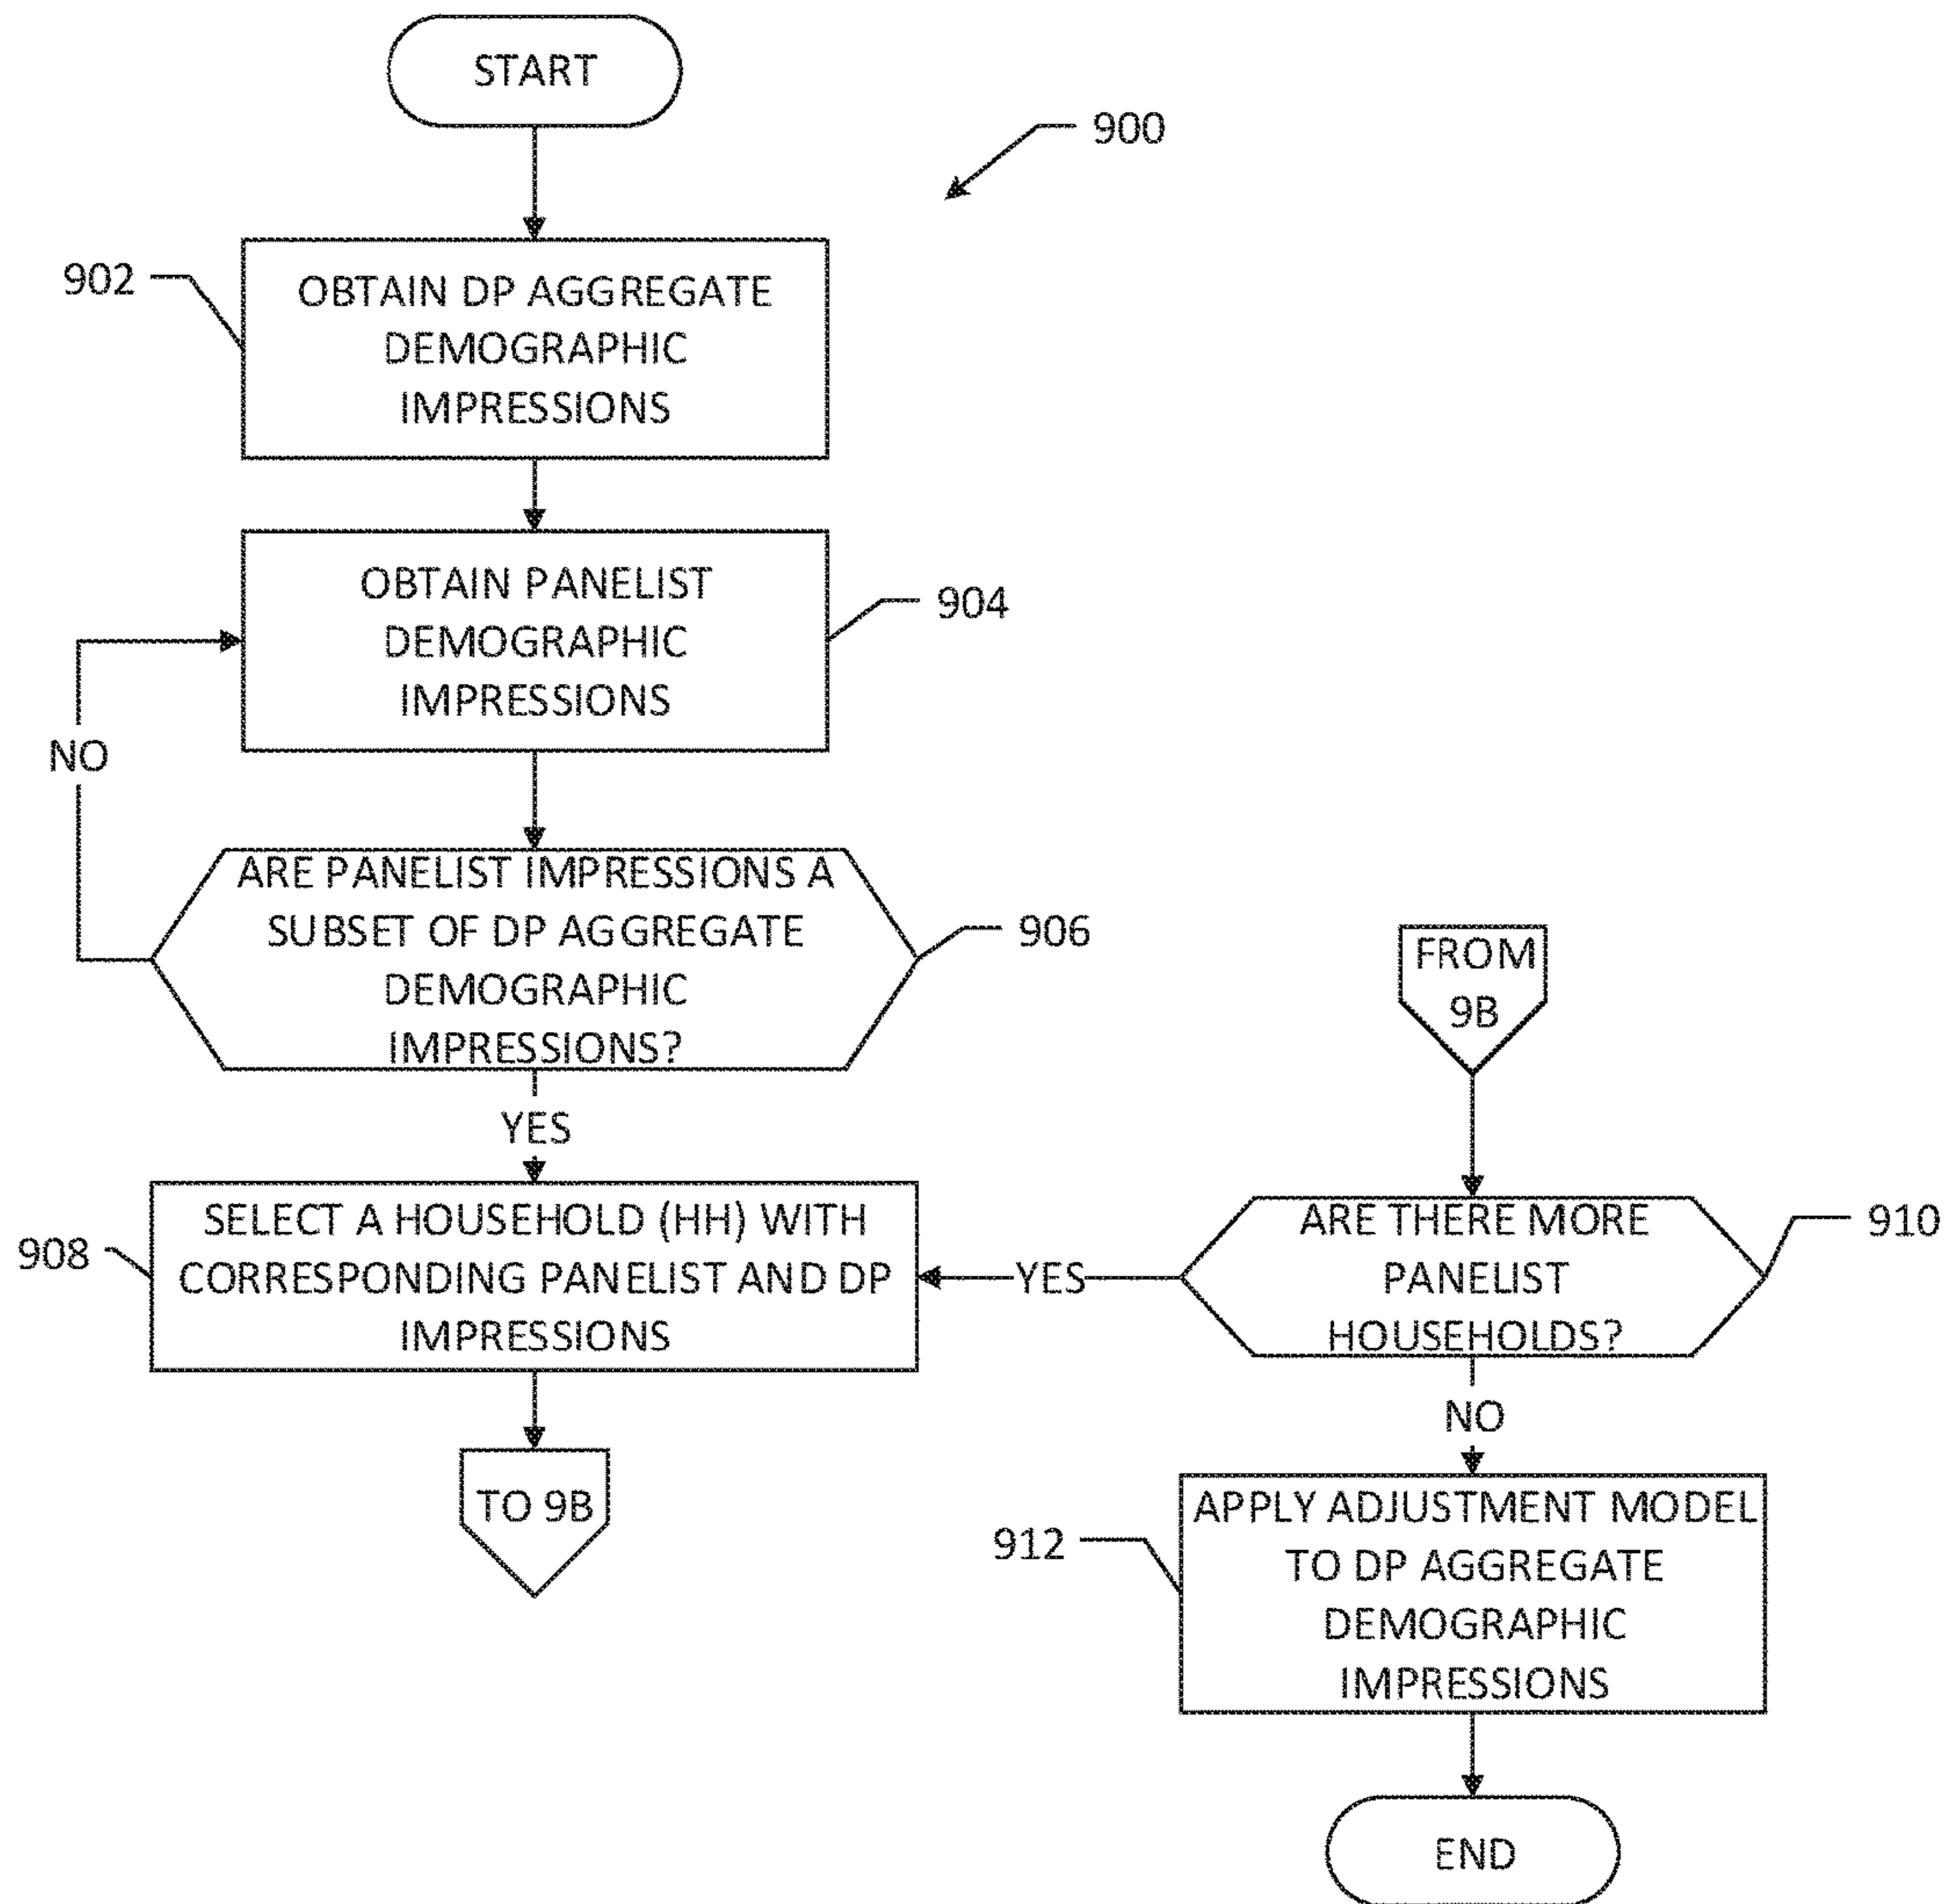 START
900
902
OBTAIN DP AGGREGATE
DEMOGRAPHIC
IMPRESSIONS
OBTAIN PANELIST
DEMOGRAPHIC
IMPRESSIONS
904
NO
ARE PANELIST IMPRESSIONS A
SUBSET OF DP AGGREGATE
DEMOGRAPHIC
IMPRESSIONS?
906
YES
908
SELECT A HOUSEHOLD (HH) WITH
CORRESPONDING PANELIST AND DP
IMPRESSIONS
TO 9B
FROM
9B
ARE THERE MORE
PANELIST
HOUSEHOLDS?
910
YES
NO
912
APPLY ADJUSTMENT MODEL
TO DP AGGREGATE
DEMOGRAPHIC
IMPRESSIONS
END